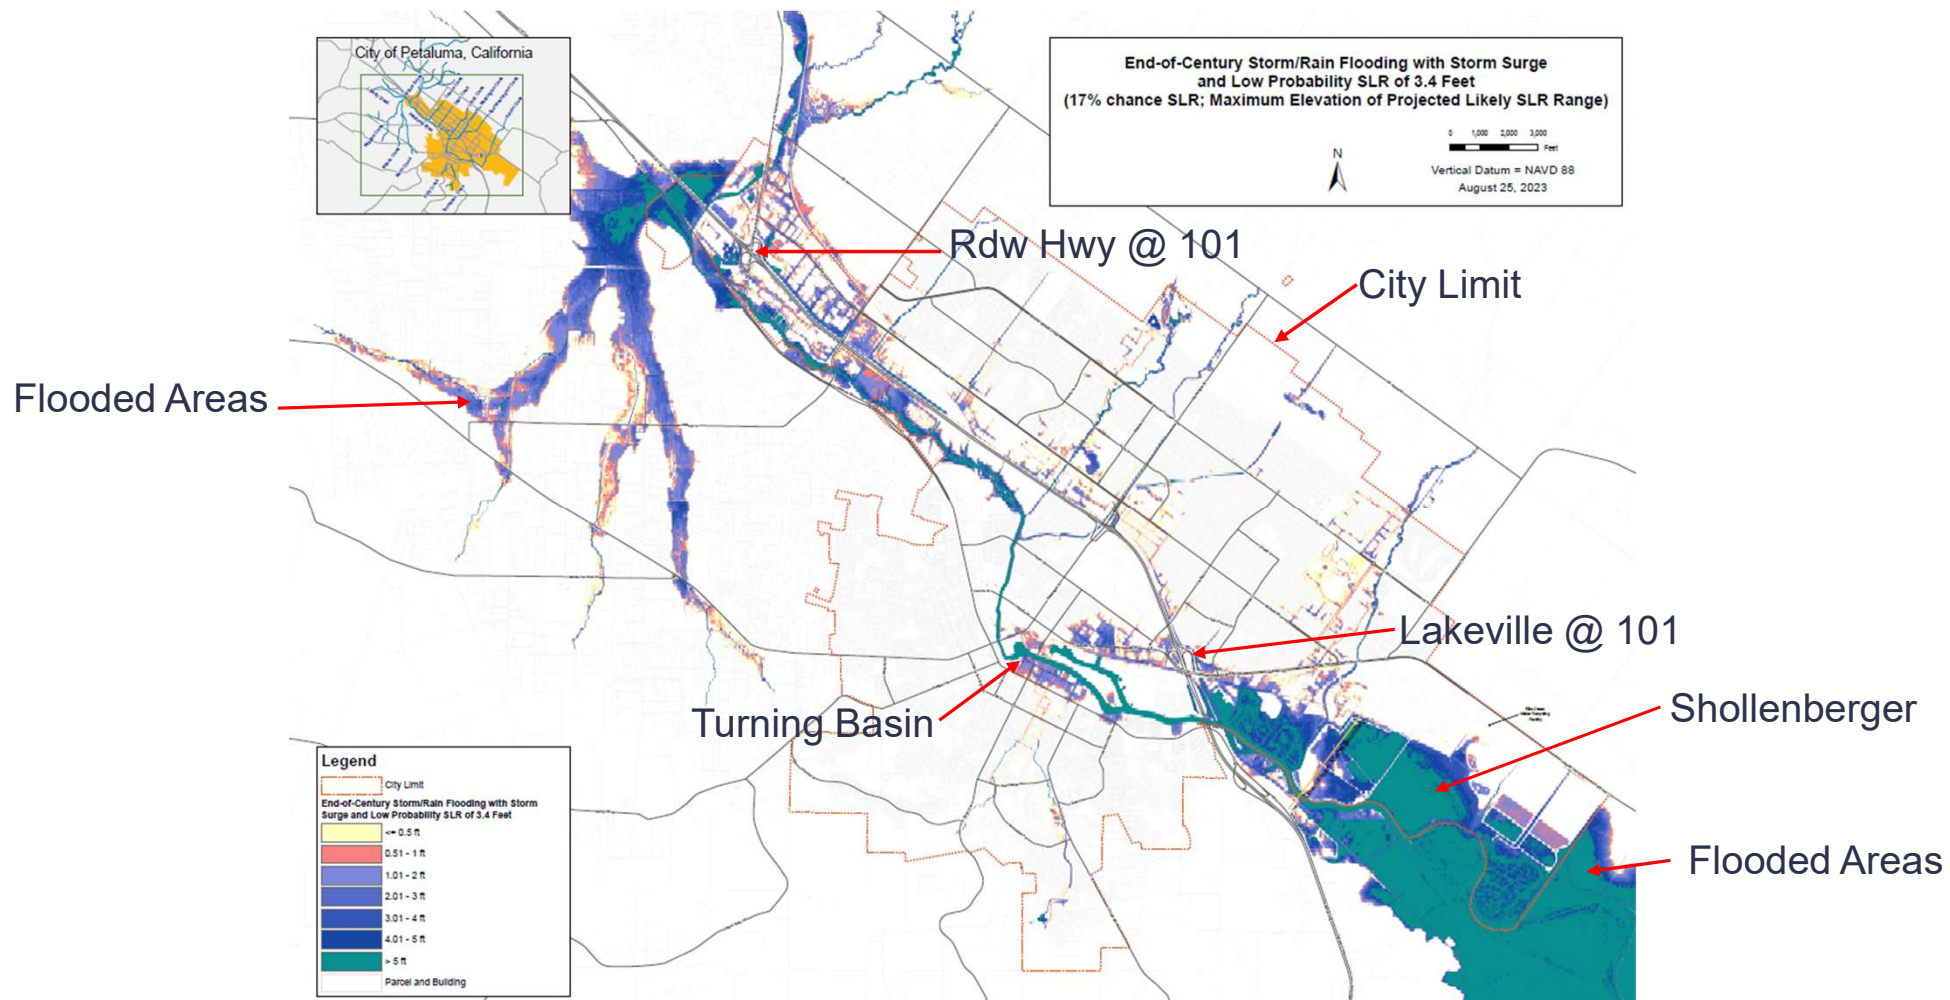 City of Petaluma, California
End-of-Century Storm/Rain Flooding with Storm Surge
and Low Probability SLR of 3.4 Feet
(17% chance SLR; Maximum Elevation of Projected Likely SLR Range)
0 1,000 2,000 3,000
Feet
N
Vertical Datum = NAVD 88
August 25, 2023
Rdw Hwy @ 101
City Limit
Flooded Areas
Lakeville @ 101
Turning Basin
Shollenberger
Flooded Areas
Legend
City Limit
End-of-Century Storm/Rain Flooding with Storm
Surge and Low Probability SLR of 3.4 Feet
<= 0.5 ft
0.51 - 1 ft
1.01 - 2 ft
2.01 - 3 ft
3.01 - 4 ft
4.01 - 5 ft
> 5 ft
Parcel and Building